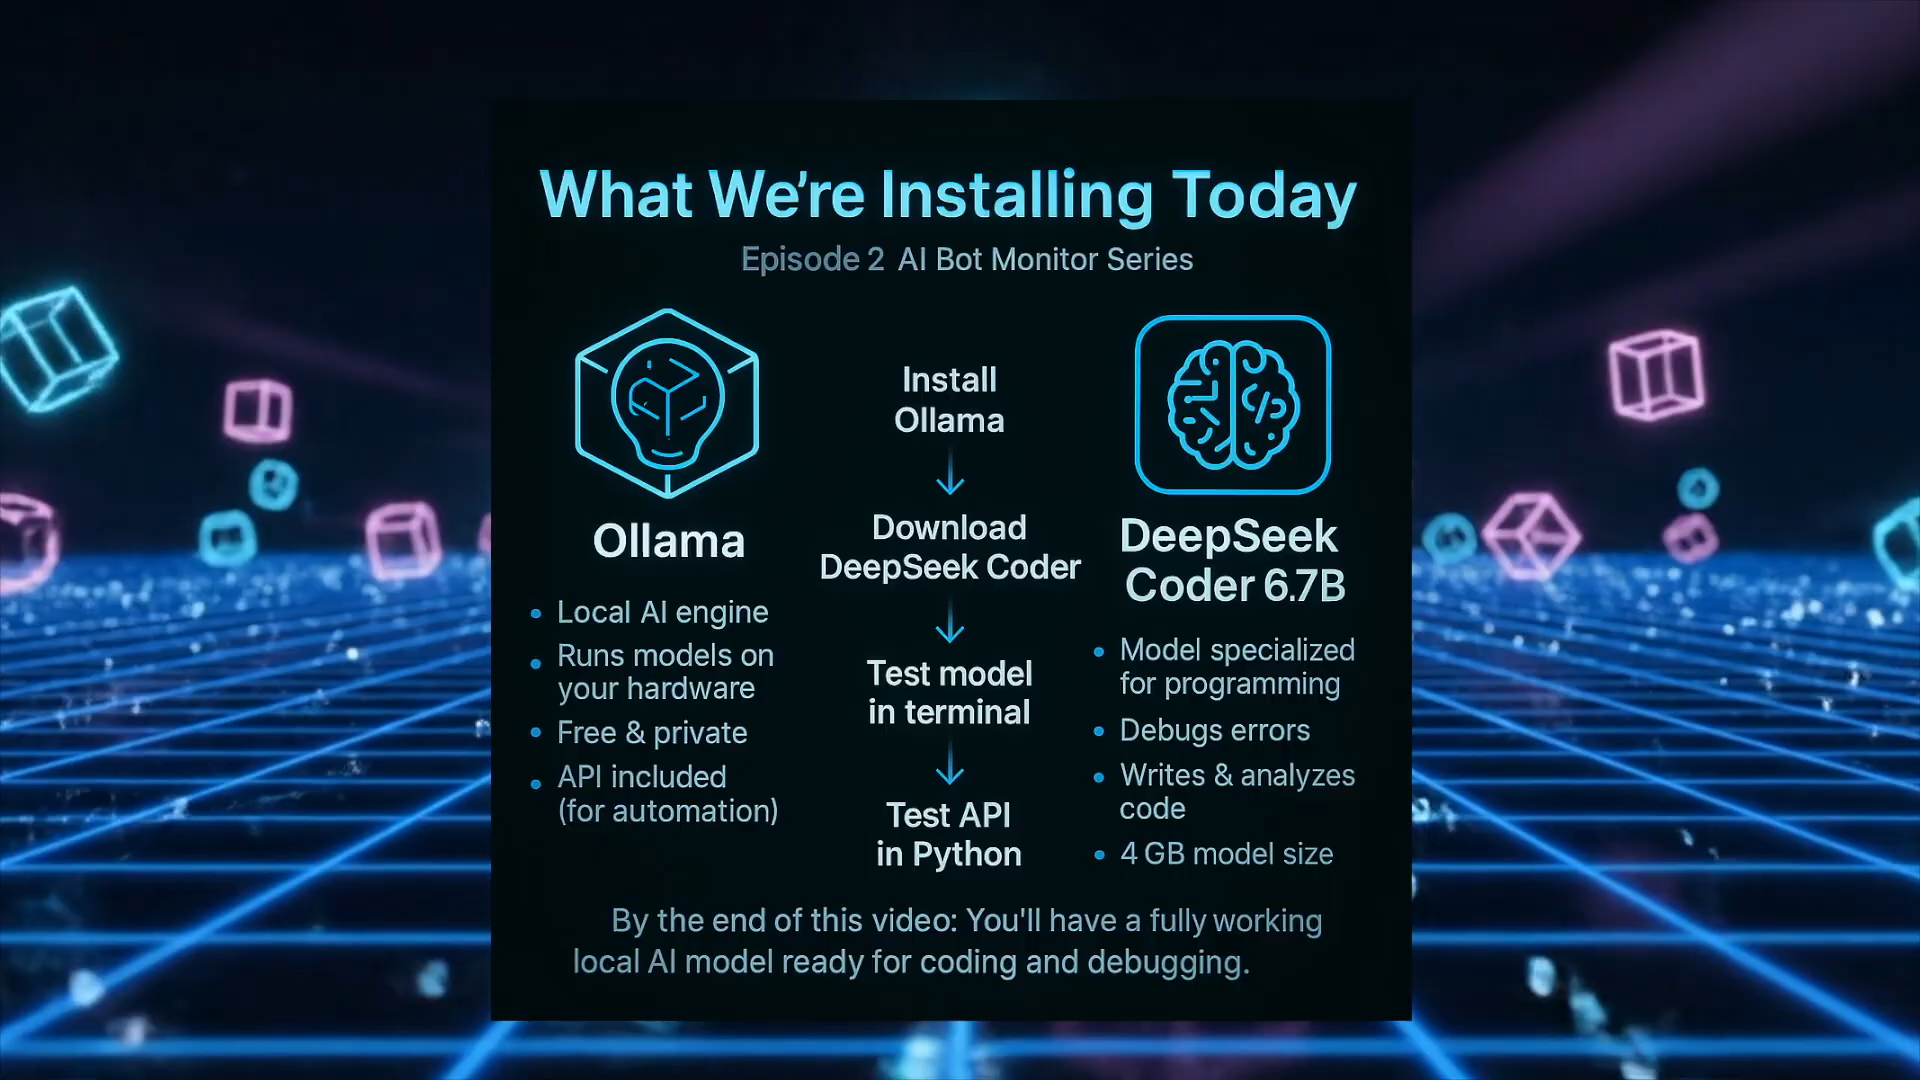 What We're Installing Today
Episode 2 AI Bot Monitor Series
Ollama
• Local AI engine
• Runs models on
your hardware
• Free & private
• API included
(for automation)
Install
Ollama
Download
DeepSeek Coder
Test model
in terminal
Test API
in Python
DeepSeek
Coder 6.7B
• Model specialized
for programming
• Debugs errors
• Writes & analyzes
code
• 4 GB model size
By the end of this video: You'll have a fully working
local AI model ready for coding and debugging.